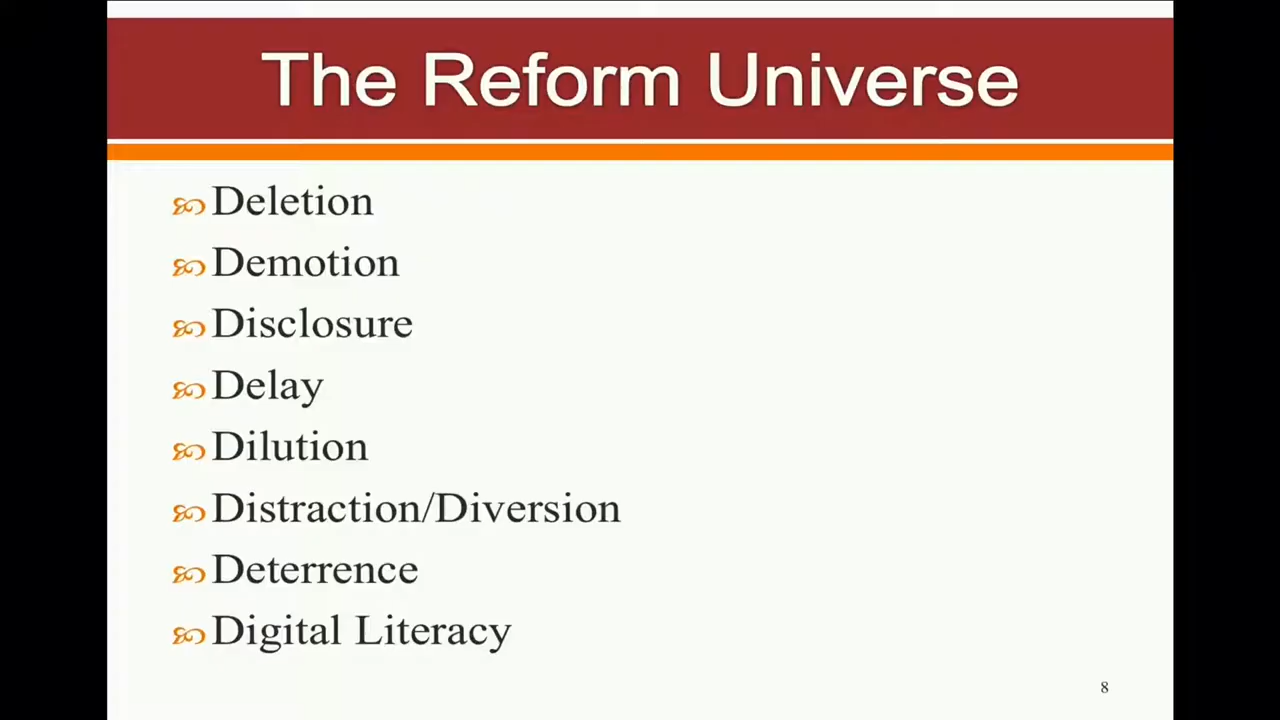 The Reform Universe
Deletion
Demotion
Disclosure
Delay
Dilution
Distraction/Diversion
Deterrence
Digital Literacy
8